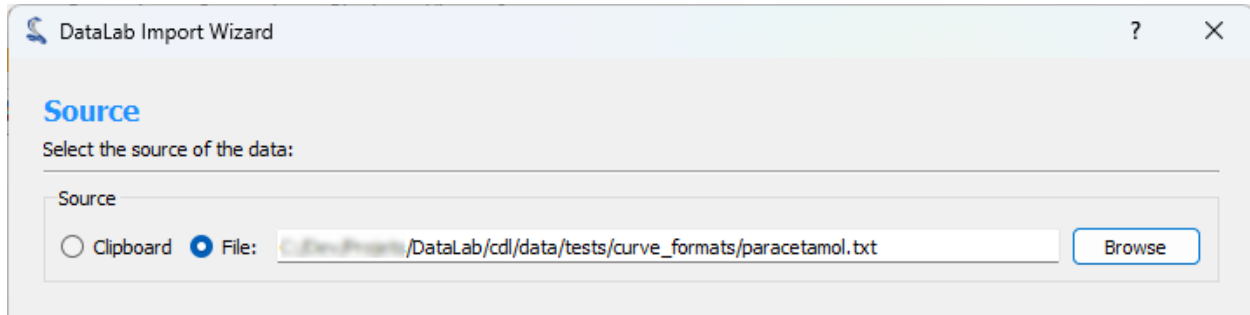 DataLab Import Wizard ?
Source
Select the source of the data:
Source
Clipboard File: /DataLab/cdl/data/tests/curve_formats/paracetamol.txt Browse